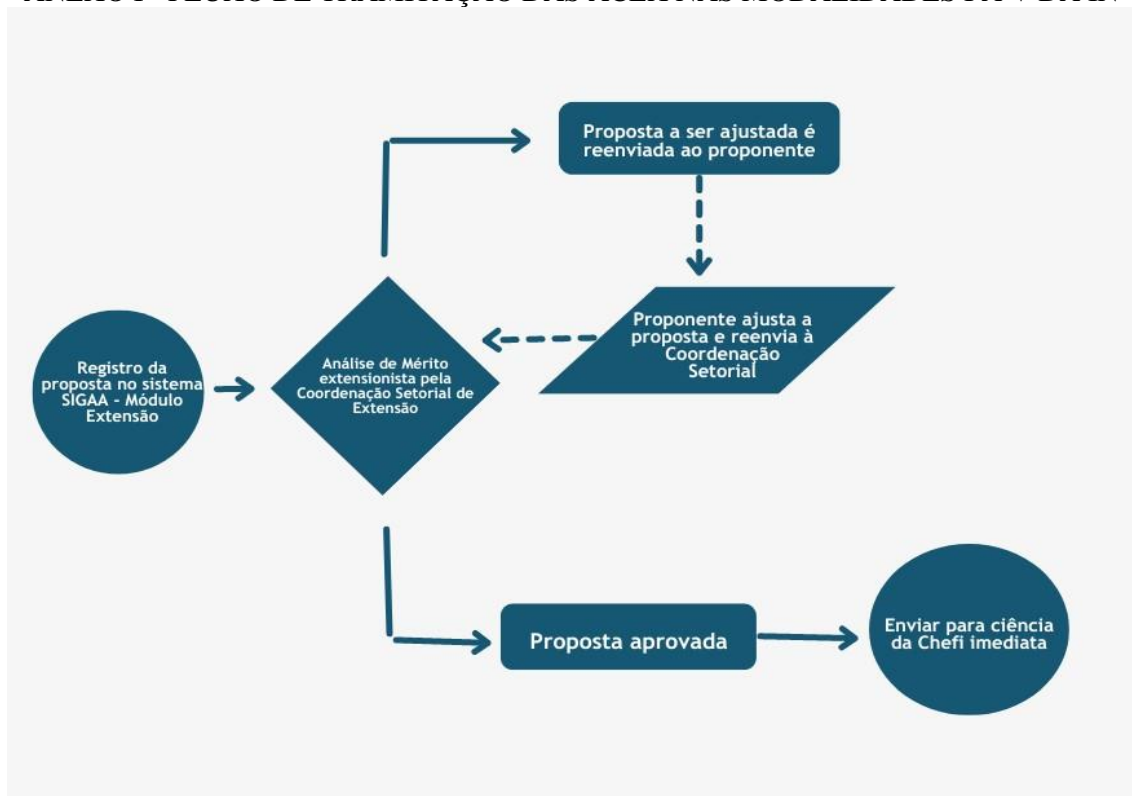 Proposta a ser ajustada é
reenviada ao proponente
Proponente ajusta a
proposta e reenvia à
Coordenação
Setorial
Registro da
proposta no sistema
SIGAA - Módulo
Extensão
Análise de Mérito
extensionista pela
Coordenação Setorial de
Extensão
Proposta aprovada
Enviar para ciência
da Chefi imediata